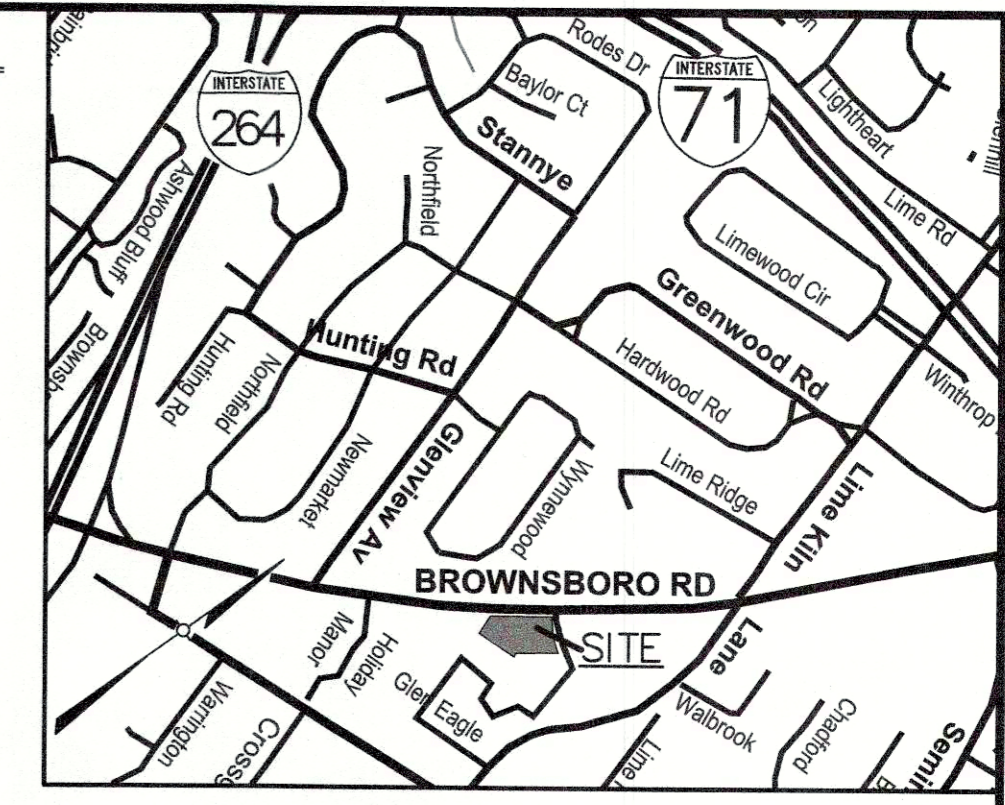 Rodes Dr
INTERSTATE
264
INTERSTATE
71
Baylor Ct
Stannye
Lightheart
Ashwood Bluff
Northfield
Lime Rd
Limewood Cir
Greenwood Rd
Hunting Rd
Hunting Rd
Northfield
Hardwood Rd
Winthrop
Newmarket
Glenview Av
Wynnewood
Lime Ridge
Lime Kiln
BROWNSBORO RD
SITE
Lane
Manor
Holiday
Glen Eagle
Walbrook
Chadford
Warrington
Lime